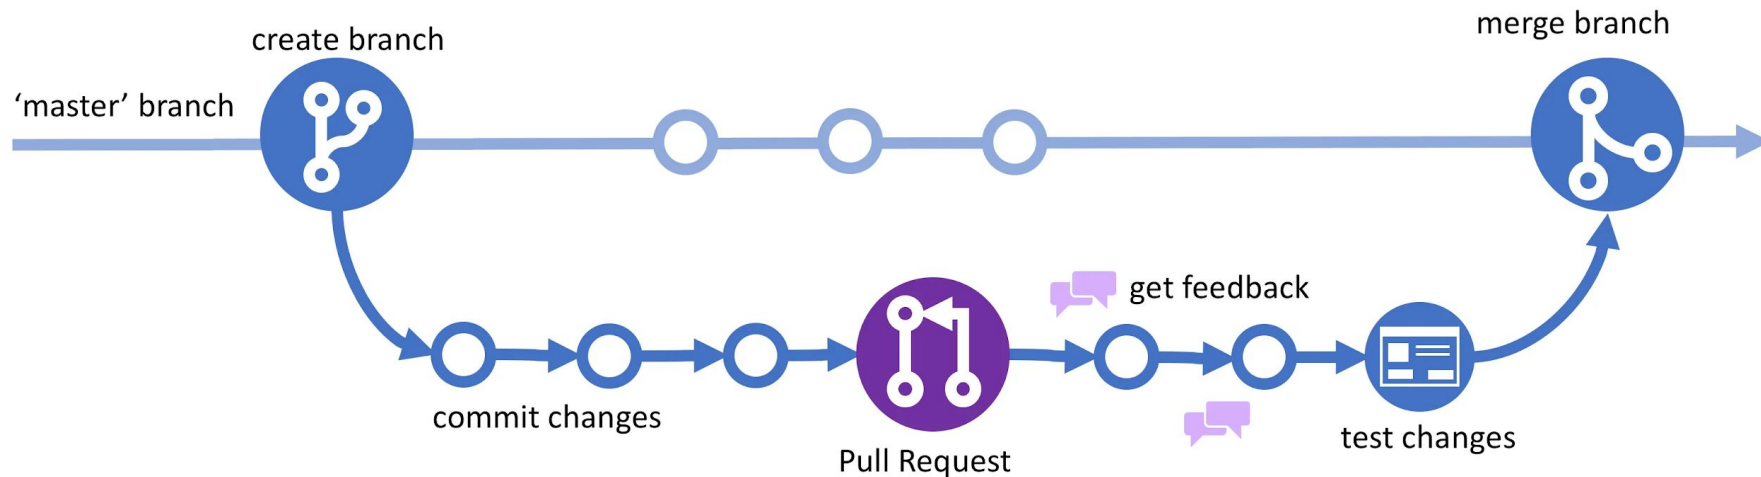 create branch
merge branch
‘master’ branch
get feedback
commit changes
test changes
Pull Request